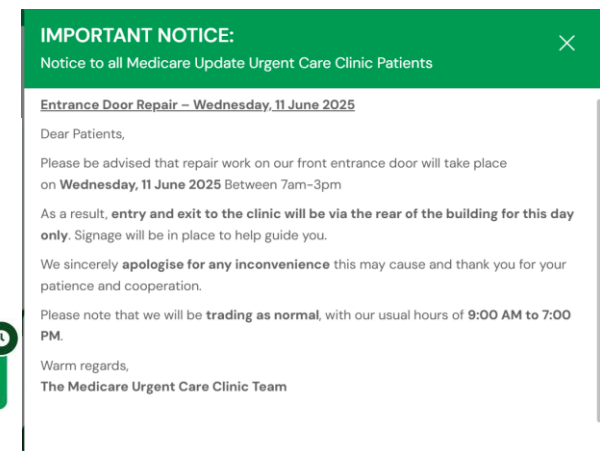 IMPORTANT NOTICE:
Notice to all Medicare Update Urgent Care Clinic Patients
Entrance Door Repair – Wednesday, 11 June 2025
Dear Patients,
Please be advised that repair work on our front entrance door will take place
on Wednesday, 11 June 2025 Between 7am-3pm
As a result, entry and exit to the clinic will be via the rear of the building for this day
only. Signage will be in place to help guide you.
We sincerely apologise for any inconvenience this may cause and thank you for your
patience and cooperation.
Please note that we will be trading as normal, with our usual hours of 9:00 AM to 7:00
PM.
Warm regards,
The Medicare Urgent Care Clinic Team